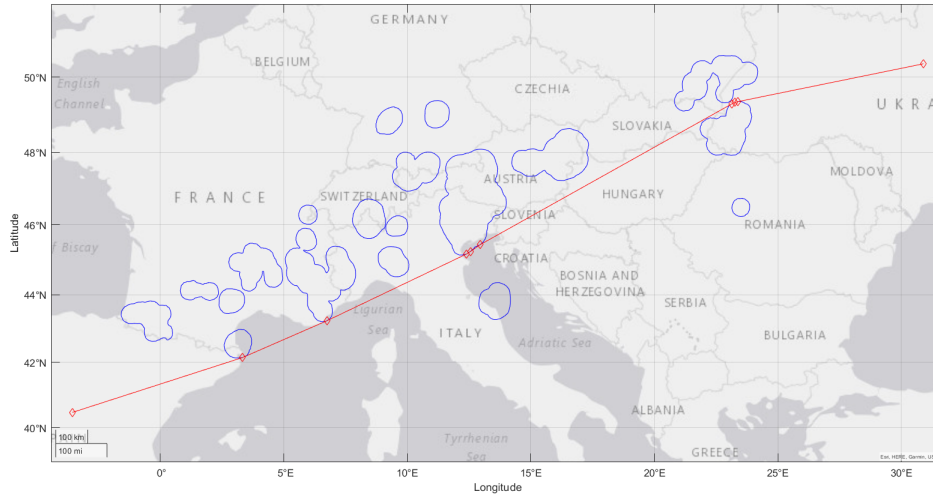 GERMANY
50°N
BELGIUM
English
Channel
CZECHIA
UKRA
SLOVAKIA
48°N
MOLDOVA
FRANCE
SWITZERLAND
AUSTRIA
HUNGARY
46°N
SLOVENIA
ROMANIA
Latitude
f Biscay
CROATIA
BOSNIA AND
HERZEGOVINA
44°N
Ligurian
Sea
SERBIA
ITALY
BULGARIA
Adriatic Sea
42°N
ALBANIA
40°N
100 km
100 mi
Tyrrhenian
Sea
GREECE
Esri, HERE, Garmin, US
0° 5°E 10°E 15°E 20°E 25°E 30°E
Longitude